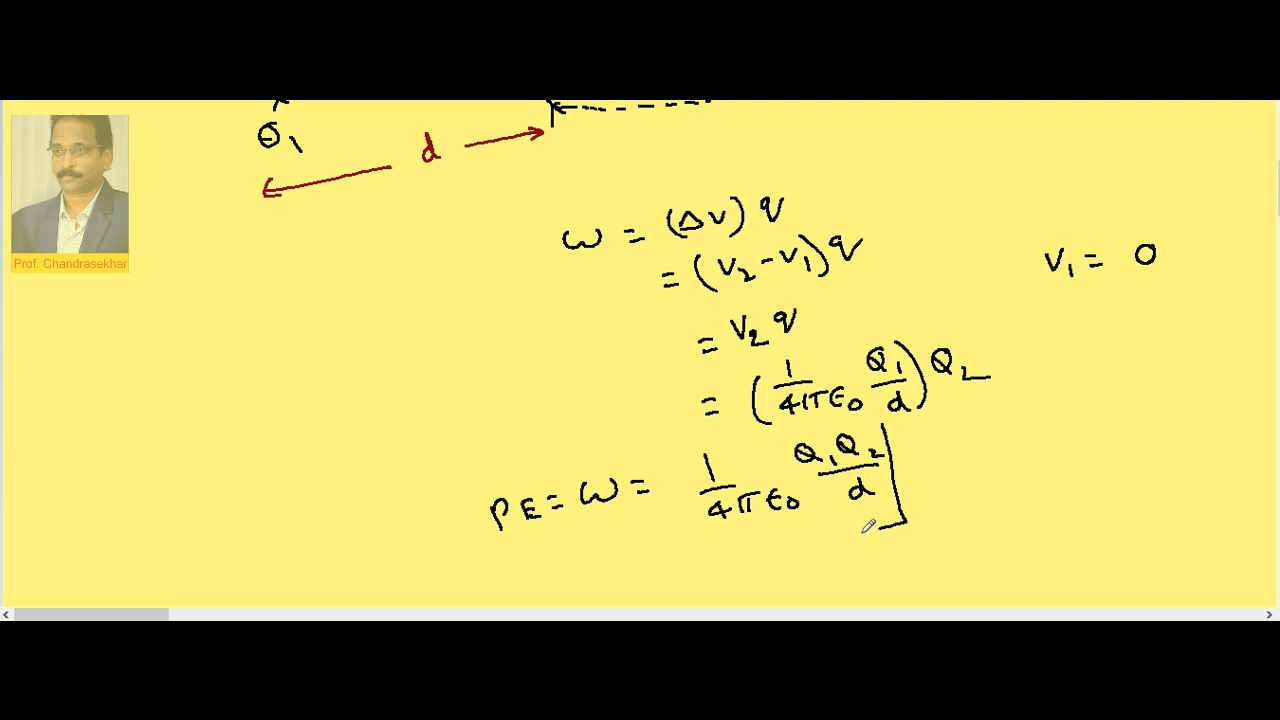 Q₁
d
Prof. Chandrasekhar
W = (Δv) q
= (V₂ - V₁) q
V₁ = 0
= V₂ q
= (1/4πε₀ Q₁/d) Q₂
PE = W = 1/4πε₀ Q₁Q₂/d]